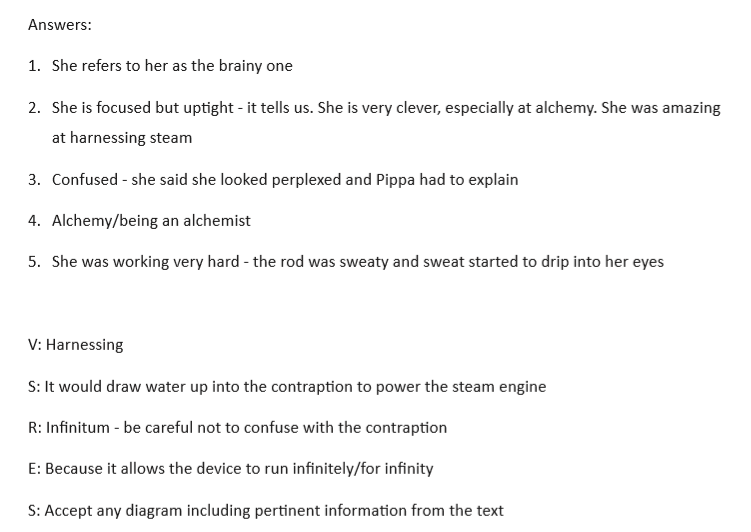 Answers:
1. She refers to her as the brainy one
2. She is focused but uptight - it tells us. She is very clever, especially at alchemy. She was amazing
at harnessing steam
3. Confused - she said she looked perplexed and Pippa had to explain
4. Alchemy/being an alchemist
5. She was working very hard - the rod was sweaty and sweat started to drip into her eyes
V: Harnessing
S: It would draw water up into the contraption to power the steam engine
R: Infinitum - be careful not to confuse with the contraption
E: Because it allows the device to run infinitely/for infinity
S: Accept any diagram including pertinent information from the text